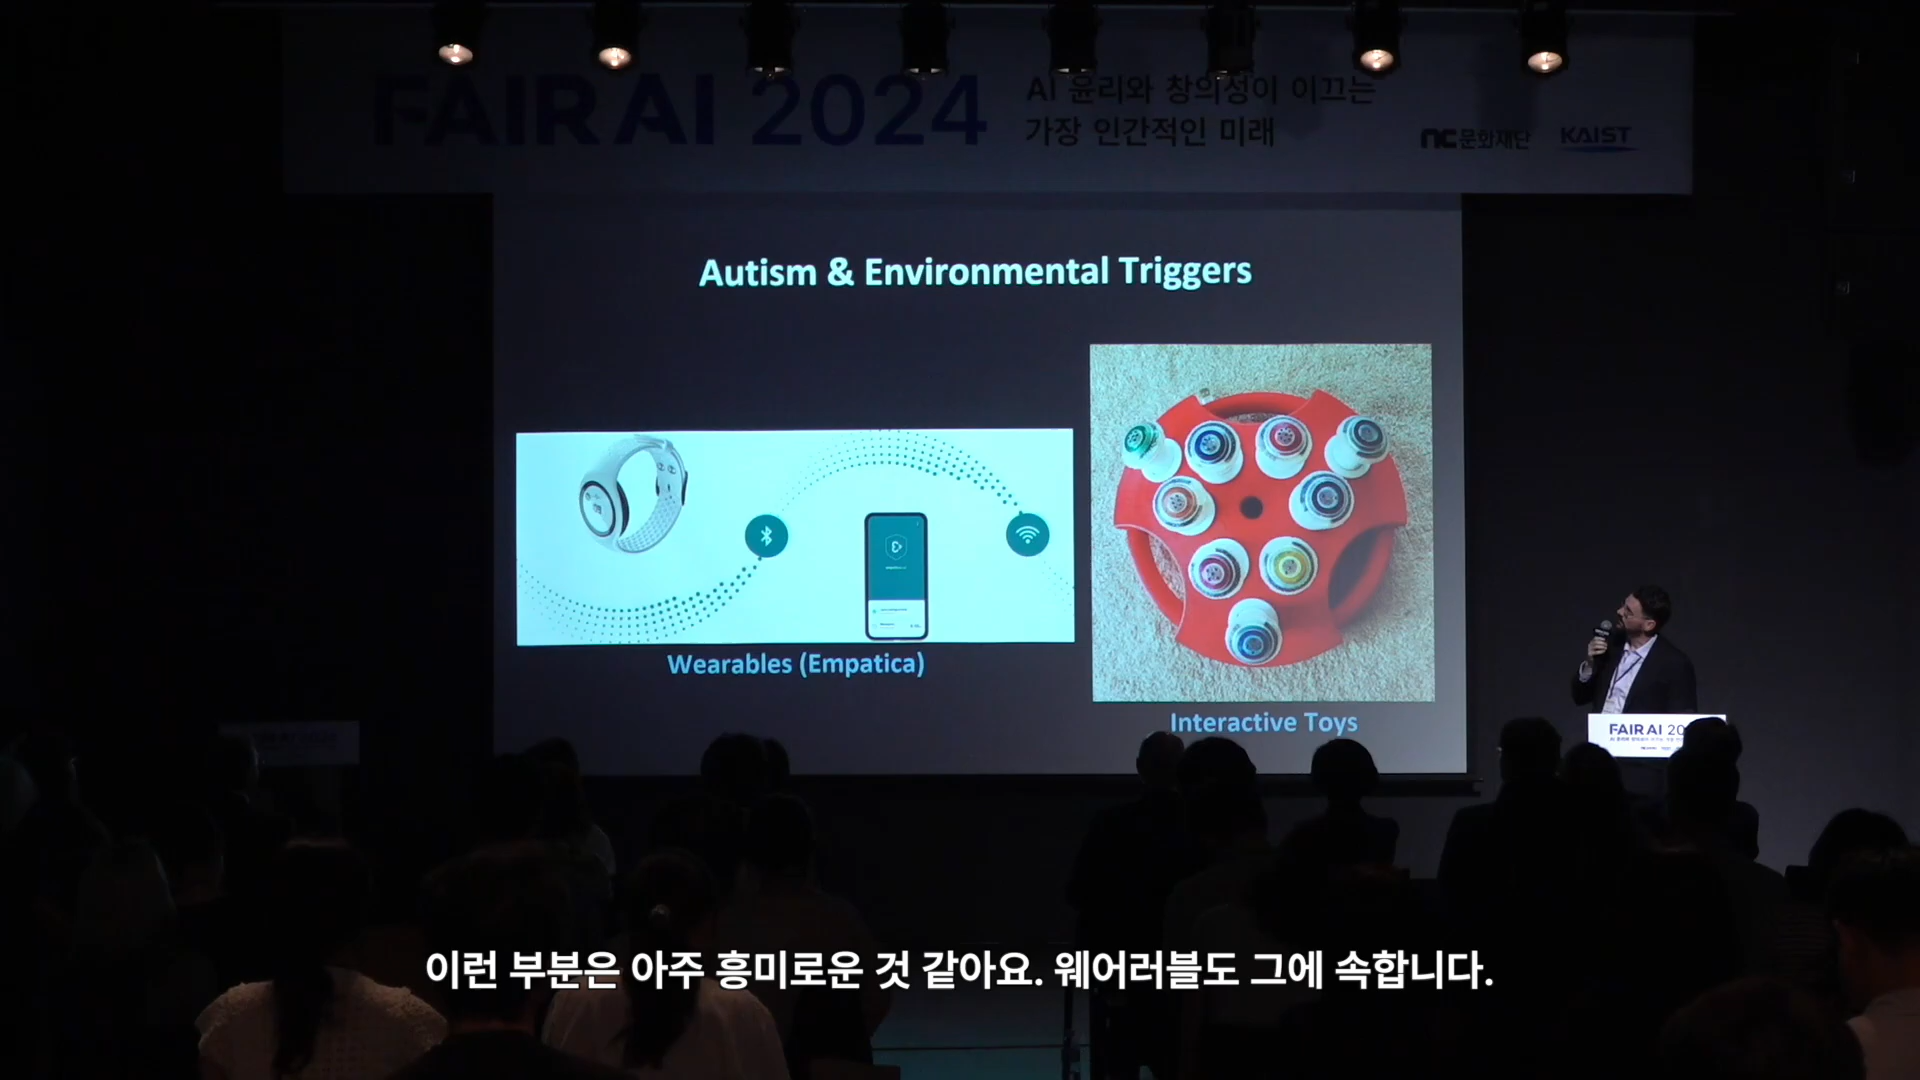 FAIR AI 2024
AI 윤리와 창의성이 이끄는
가장 인간적인 미래
nc문화재단
KAIST
Autism & Environmental Triggers
Wearables (Empatica)
Interactive Toys
FAIR AI 20
이런 부분은 아주 흥미로운 것 같아요. 웨어러블도 그에 속합니다.